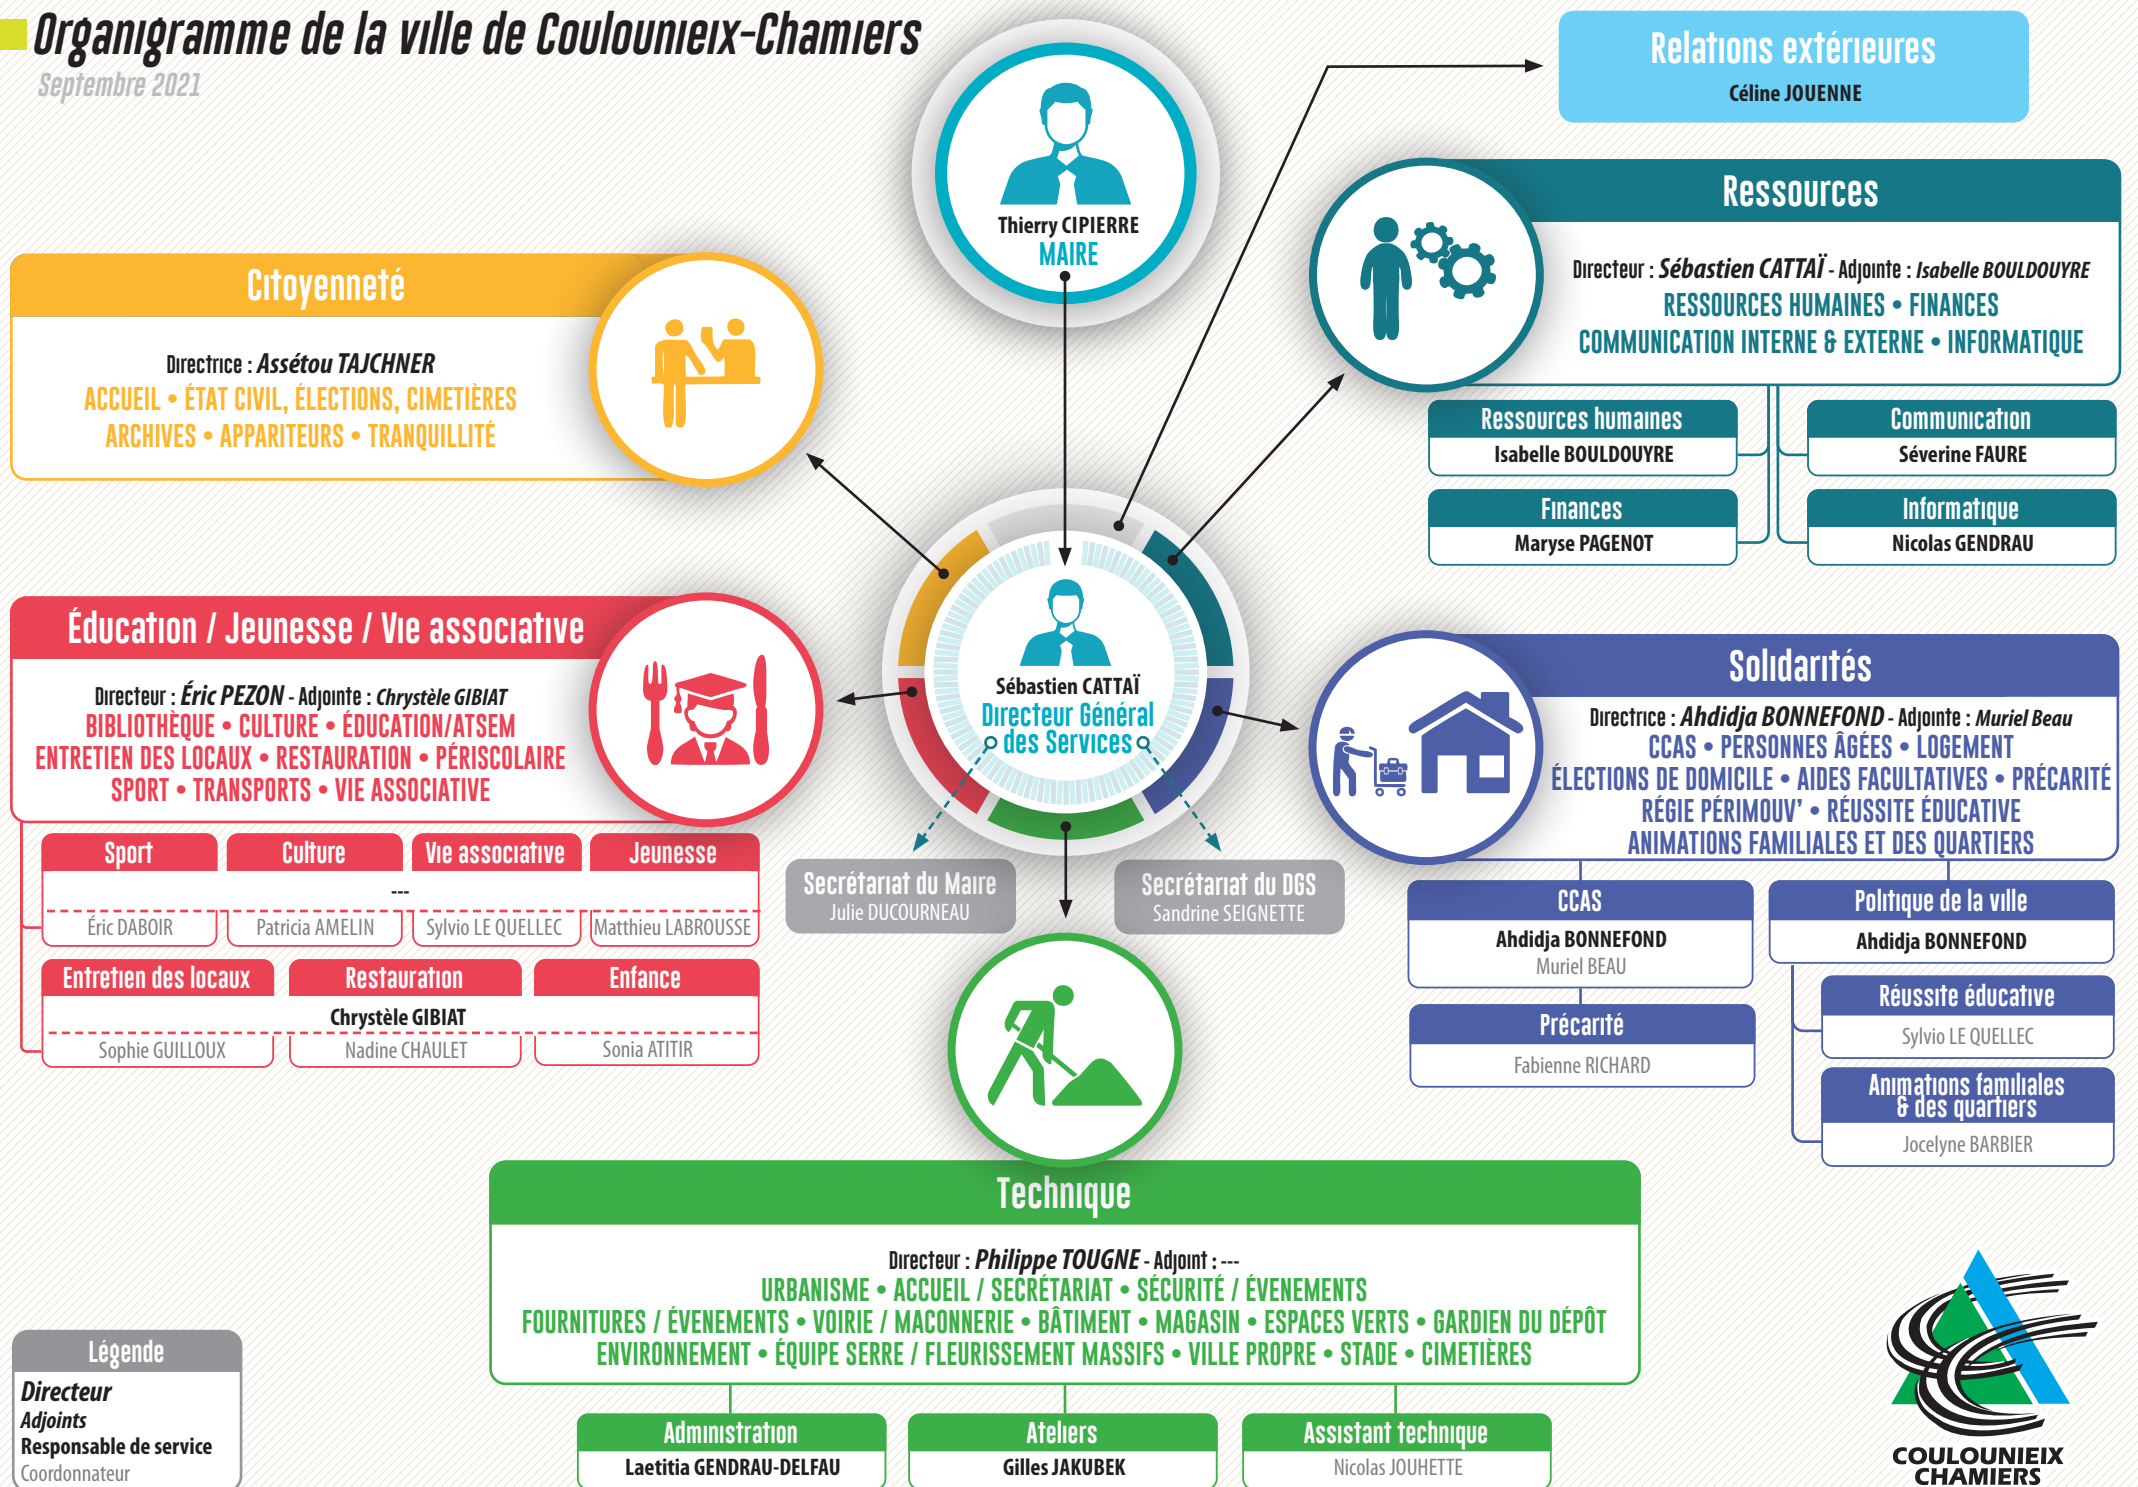 Organigramme de la ville de Coulounieix-Chamiers
Septembre 2021
Thierry CIPIERRE
MAIRE
Relations extérieures
Céline JOUENNE
Ressources
Directeur : Sébastien CATTAÏ - Adjointe : Isabelle BOULDOUYRE
RESSOURCES HUMAINES • FINANCES
COMMUNICATION INTERNE & EXTERNE • INFORMATIQUE
Ressources humaines
Isabelle BOULDOUYRE
Communication
Séverine FAURE
Finances
Maryse PAGENOT
Informatique
Nicolas GENDRAU
Citoyenneté
Directrice : Assétou TAJCHNER
ACCUEIL • ÉTAT CIVIL, ÉLECTIONS, CIMETIÈRES
ARCHIVES • APPARITEURS • TRANQUILLITÉ
Sébastien CATTAÏ
Directeur Général
des Services
Secrétariat du Maire
Julie DUCOURNEAU
Secrétariat du DGS
Sandrine SEIGNETTE
Éducation / Jeunesse / Vie associative
Directeur : Éric PEZON - Adjointe : Chrystèle GIBIAT
BIBLIOTHÈQUE • CULTURE • ÉDUCATION/ATSEM
ENTRETIEN DES LOCAUX • RESTAURATION • PÉRISCOLAIRE
SPORT • TRANSPORTS • VIE ASSOCIATIVE
Sport
Culture
Vie associative
Jeunesse
---
Éric DABOIR
Patricia AMELIN
Sylvio LE QUELLEC
Matthieu LABROUSSE
Entretien des locaux
Restauration
Enfance
Chrystèle GIBIAT
Sophie GUILLOUX
Nadine CHAULET
Sonia ATITIR
Solidarités
Directrice : Ahdidja BONNEFOND - Adjointe : Muriel Beau
CCAS • PERSONNES ÂGÉES • LOGEMENT
ÉLECTIONS DE DOMICILE • AIDES FACULTATIVES • PRÉCARITÉ
RÉGIE PÉRIMOUV' • RÉUSSITE ÉDUCATIVE
ANIMATIONS FAMILIALES ET DES QUARTIERS
CCAS
Ahdidja BONNEFOND
Muriel BEAU
Précarité
Fabienne RICHARD
Politique de la ville
Ahdidja BONNEFOND
Réussite éducative
Sylvio LE QUELLEC
Animations familiales
& des quartiers
Jocelyne BARBIER
Technique
Directeur : Philippe TOUGNE - Adjoint : ---
URBANISME • ACCUEIL / SECRÉTARIAT • SÉCURITÉ / ÉVENEMENTS
FOURNITURES / ÉVENEMENTS • VOIRIE / MACONNERIE • BÂTIMENT • MAGASIN • ESPACES VERTS • GARDIEN DU DÉPÔT
ENVIRONNEMENT • ÉQUIPE SERRE / FLEURISSEMENT MASSIFS • VILLE PROPRE • STADE • CIMETIÈRES
Administration
Laetitia GENDRAU-DELFAU
Ateliers
Gilles JAKUBEK
Assistant technique
Nicolas JOUHETTE
Légende
Directeur
Adjoints
Responsable de service
Coordonnateur
COULOUNIEIX
CHAMIERS